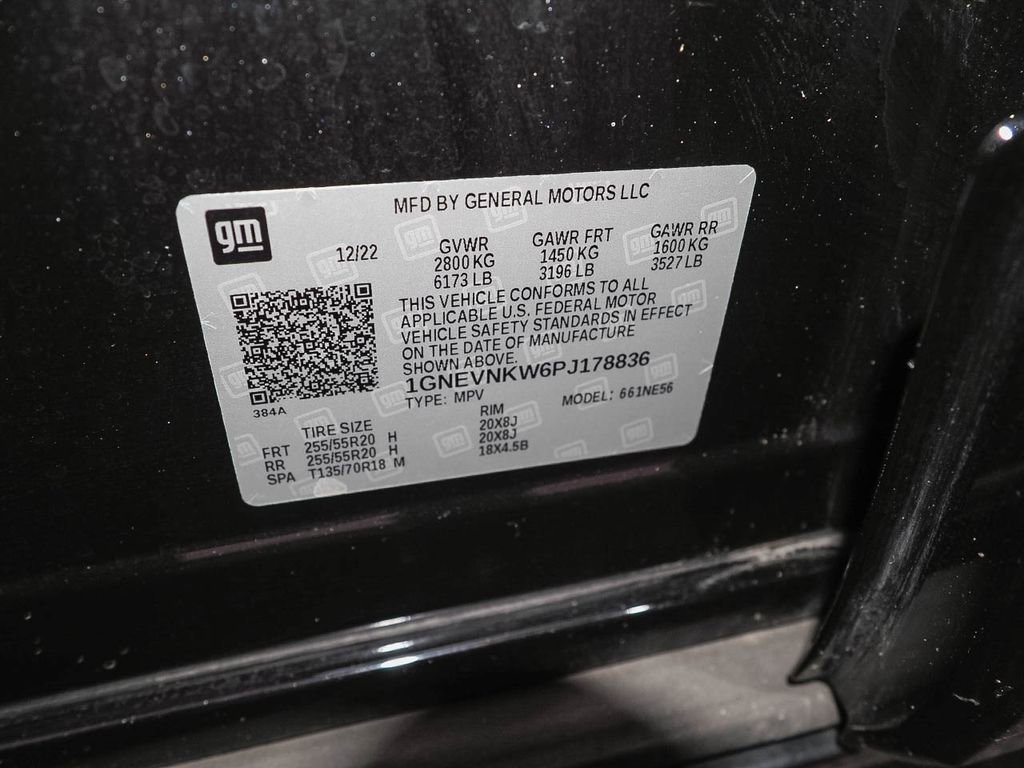 gm
MFD BY GENERAL MOTORS LLC
12/22
GVWR GAWR FRT GAWR RR
2800 KG 1450 KG 1600 KG
6173 LB 3196 LB 3527 LB
THIS VEHICLE CONFORMS TO ALL
APPLICABLE U.S. FEDERAL MOTOR
VEHICLE SAFETY STANDARDS IN EFFECT
ON THE DATE OF MANUFACTURE
SHOWN ABOVE.
1GNEVNKW6PJ178836
TYPE: MPV MODEL: 661NE56
384A
TIRE SIZE RIM
FRT 255/55R20 H 20X8J
RR 255/55R20 H 20X8J
SPA T135/70R18 M 18X4.5B